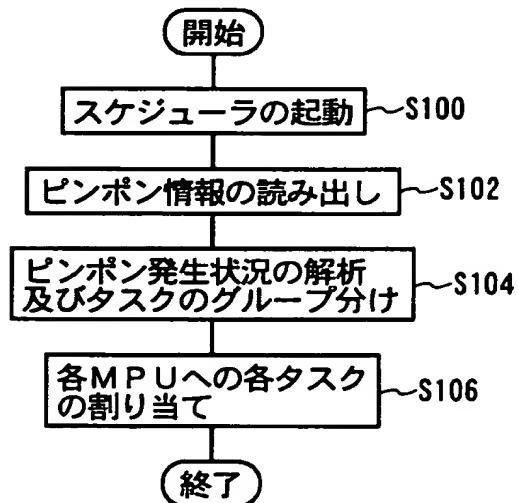 開始
スケジューラの起動
S100
ピンポン情報の読み出し
S102
ピンポン発生状況の解析
及びタスクのグループ分け
S104
各MPUへの各タスク
の割り当て
S106
終了